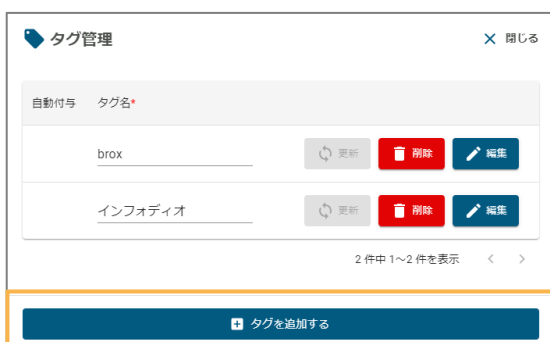 タグ管理 閉じる
自動付与 タグ名*
brox 更新 削除 編集
インフォディオ 更新 削除 編集
2 件中 1~2 件を表示
タグを追加する